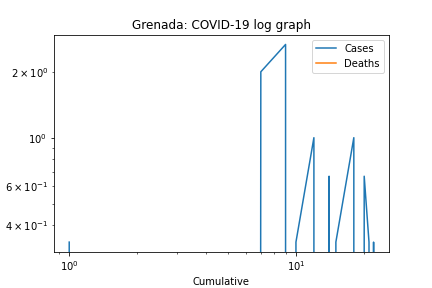 Grenada: COVID-19 log graph
Cases
Deaths
2 × 10⁰
10⁰
6 × 10⁻¹
4 × 10⁻¹
10⁰
10¹
Cumulative